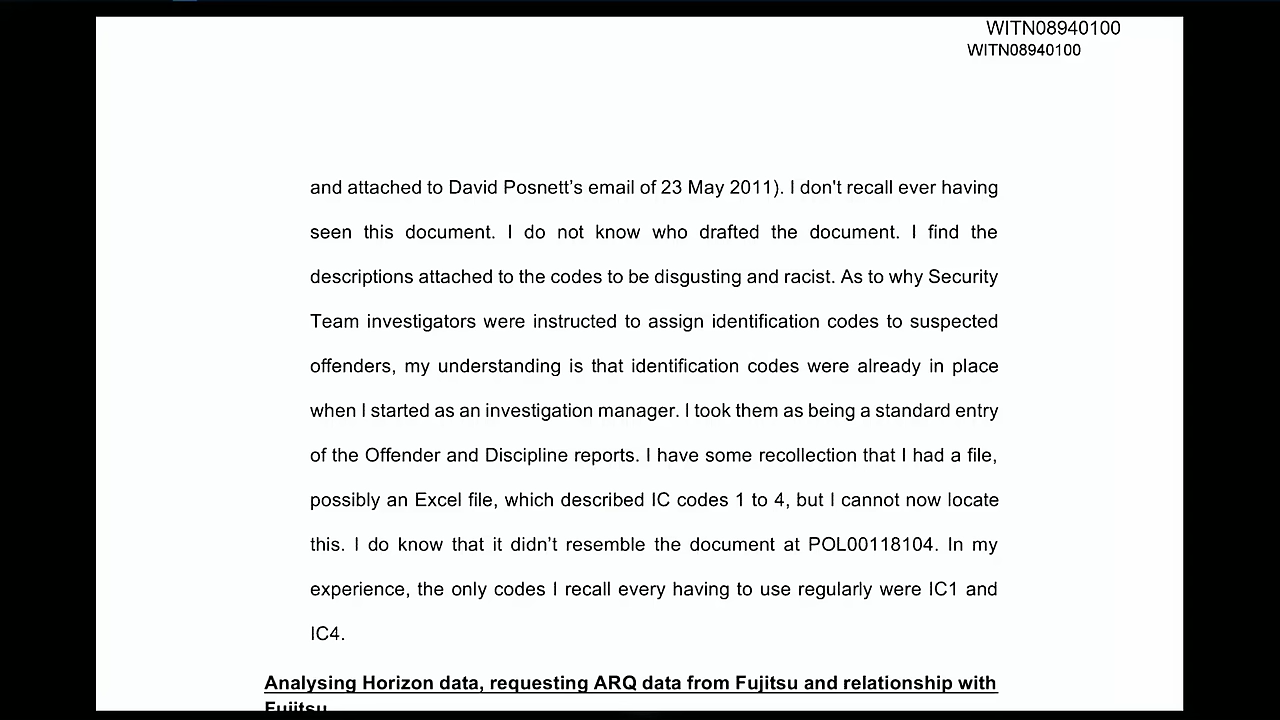 WITN08940100
WITN08940100
and attached to David Posnett’s email of 23 May 2011). I don't recall ever having
seen this document. I do not know who drafted the document. I find the
descriptions attached to the codes to be disgusting and racist. As to why Security
Team investigators were instructed to assign identification codes to suspected
offenders, my understanding is that identification codes were already in place
when I started as an investigation manager. I took them as being a standard entry
of the Offender and Discipline reports. I have some recollection that I had a file,
possibly an Excel file, which described IC codes 1 to 4, but I cannot now locate
this. I do know that it didn’t resemble the document at POL00118104. In my
experience, the only codes I recall every having to use regularly were IC1 and
IC4.
Analysing Horizon data, requesting ARQ data from Fujitsu and relationship with
Fujitsu